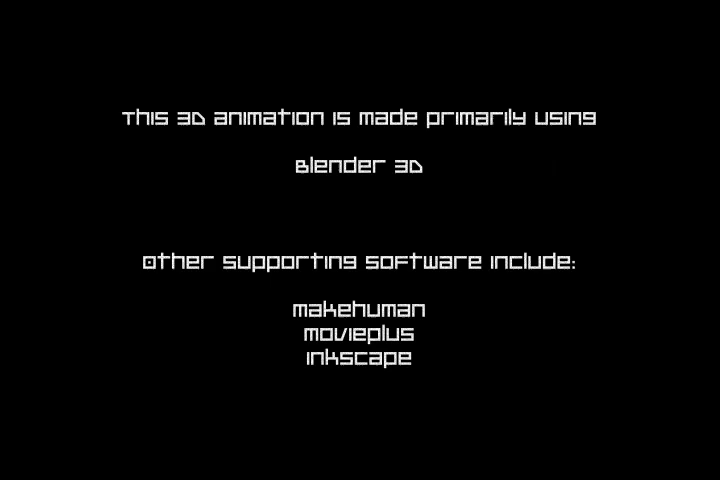 This 3D animation is made primarily using
Blender 3D
Other supporting software include:
makehuman
movieplus
inkscape